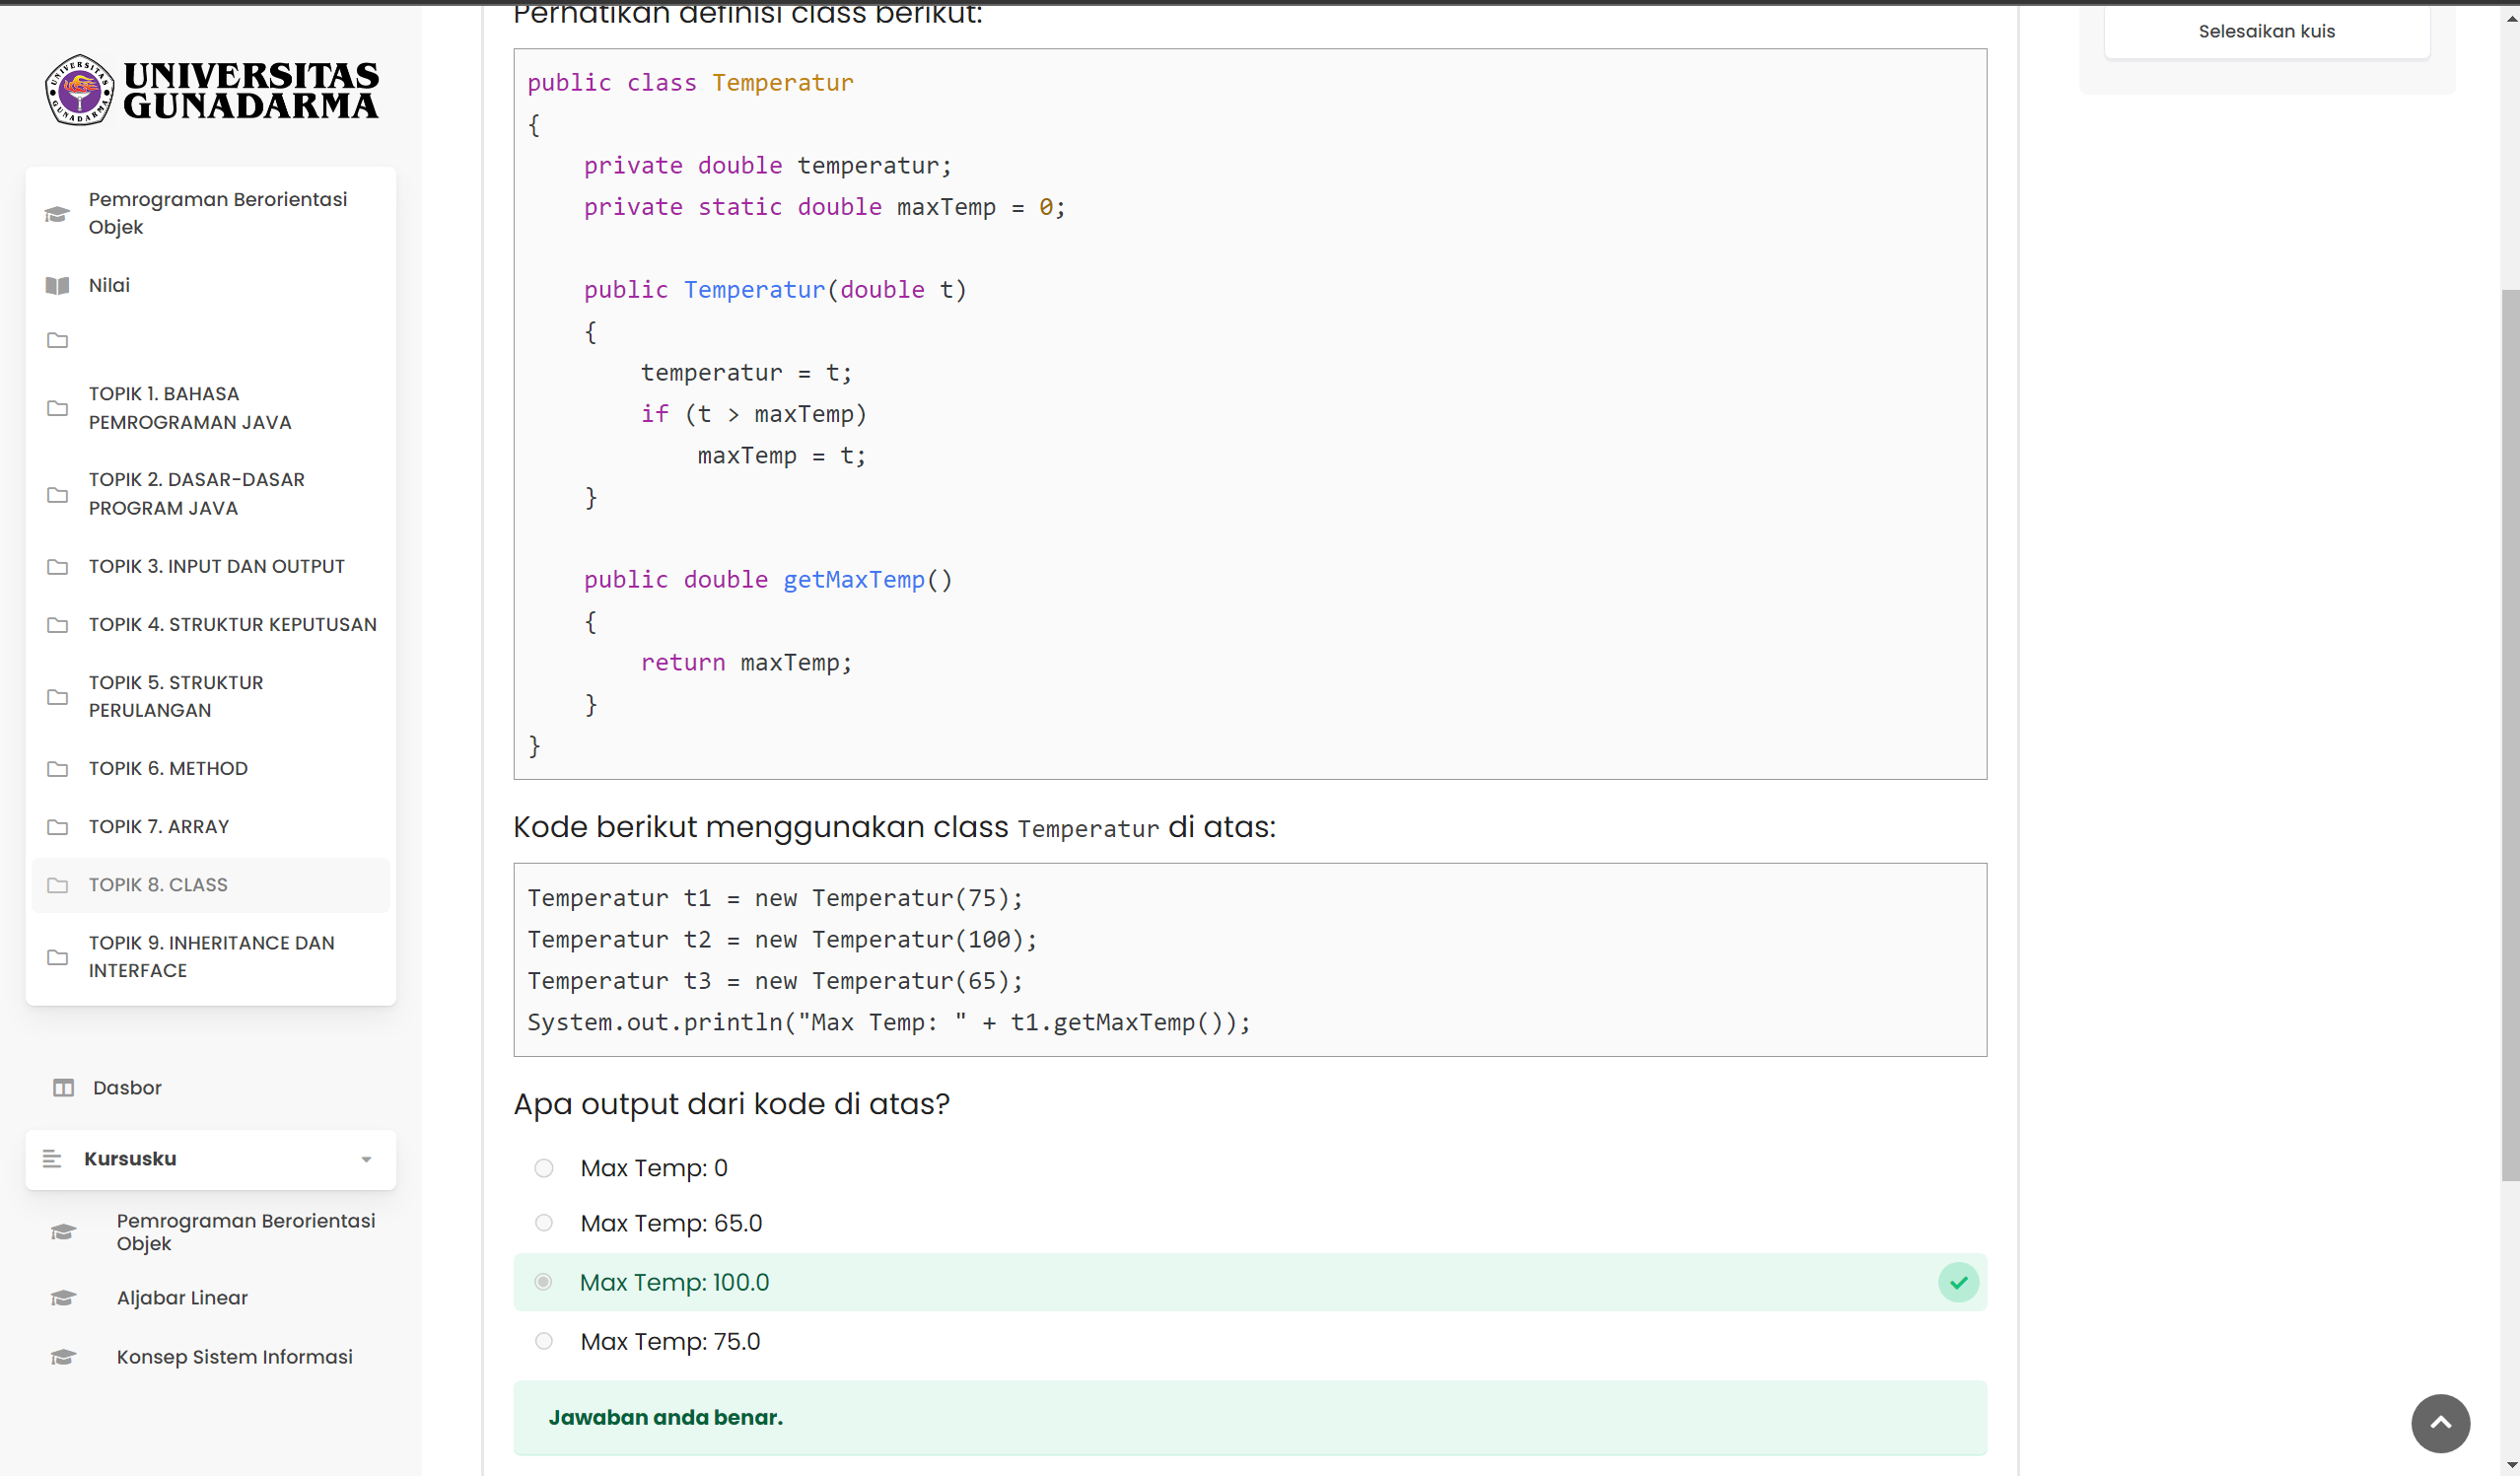 UNIVERSITAS
GUNADARMA
Pemrograman Berorientasi
Objek
Nilai
TOPIK 1. BAHASA
PEMROGRAMAN JAVA
TOPIK 2. DASAR-DASAR
PROGRAM JAVA
TOPIK 3. INPUT DAN OUTPUT
TOPIK 4. STRUKTUR KEPUTUSAN
TOPIK 5. STRUKTUR
PERULANGAN
TOPIK 6. METHOD
TOPIK 7. ARRAY
TOPIK 8. CLASS
TOPIK 9. INHERITANCE DAN
INTERFACE
Dasbor
Kursusku
Pemrograman Berorientasi
Objek
Aljabar Linear
Konsep Sistem Informasi
Perhatikan definisi class berikut:
public class Temperatur
{
    private double temperatur;
    private static double maxTemp = 0;

    public Temperatur(double t)
    {
        temperatur = t;
        if (t > maxTemp)
            maxTemp = t;
    }

    public double getMaxTemp()
    {
        return maxTemp;
    }
}
Kode berikut menggunakan class Temperatur di atas:
Temperatur t1 = new Temperatur(75);
Temperatur t2 = new Temperatur(100);
Temperatur t3 = new Temperatur(65);
System.out.println("Max Temp: " + t1.getMaxTemp());
Apa output dari kode di atas?
Max Temp: 0
Max Temp: 65.0
Max Temp: 100.0
Max Temp: 75.0
Jawaban anda benar.
Selesaikan kuis